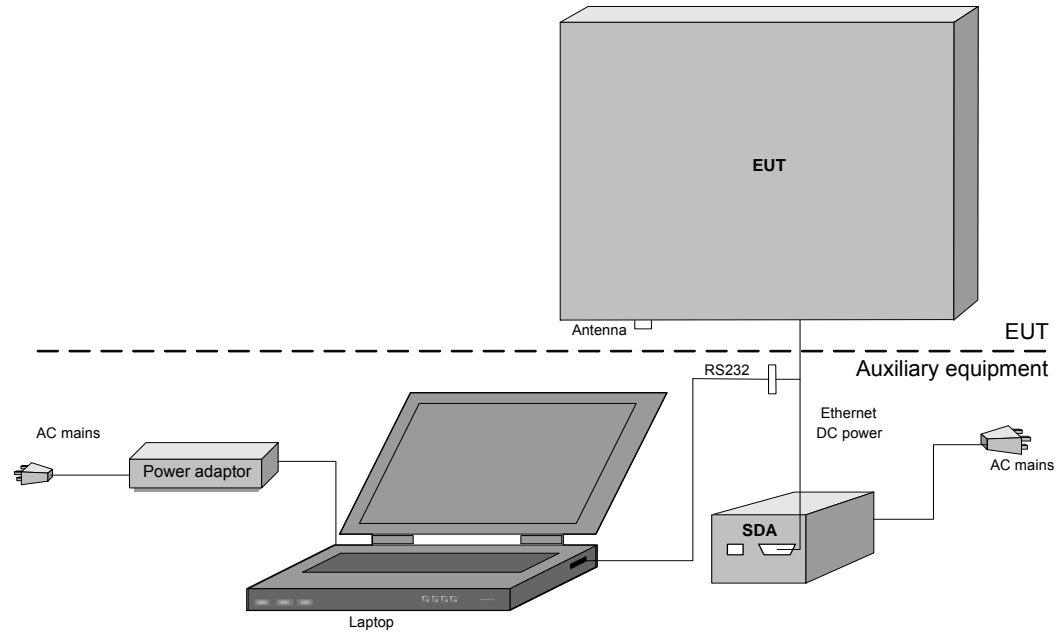 EUT
Antenna
EUT
RS232
Auxiliary equipment
Ethernet
DC power
AC mains
Power adaptor
AC mains
SDA
Laptop